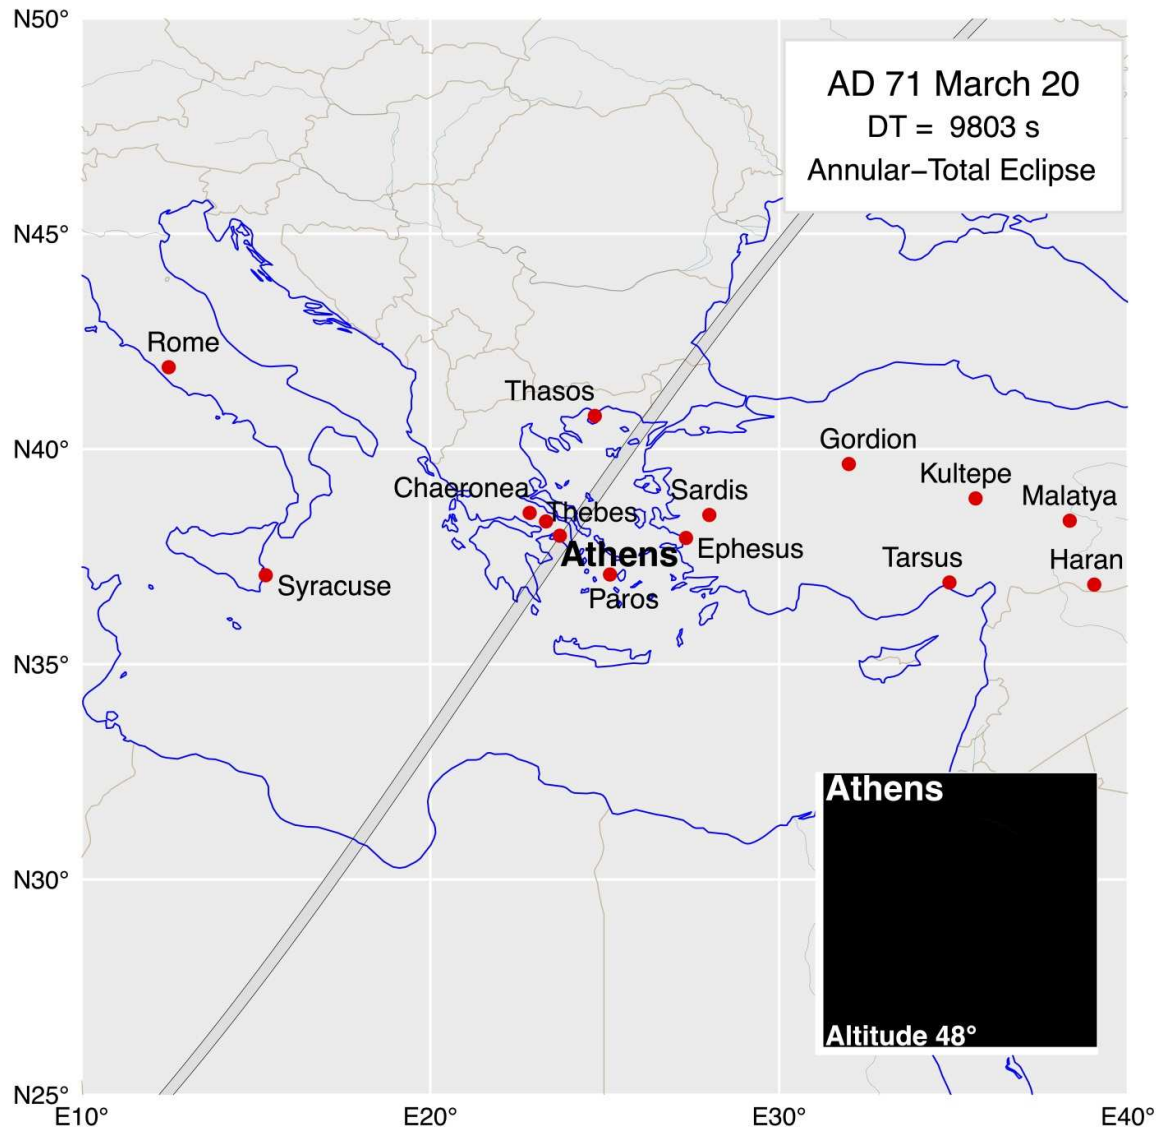 N50°
AD 71 March 20
DT = 9803 s
Annular–Total Eclipse
N45°
Rome
Thasos
N40°
Gordion
Kultepe
Chaeronea
Thebes
Sardis
Malatya
Athens
Ephesus
Tarsus
Haran
Syracuse
Paros
N35°
Athens
N30°
Altitude 48°
N25°
E10°
E20°
E30°
E40°